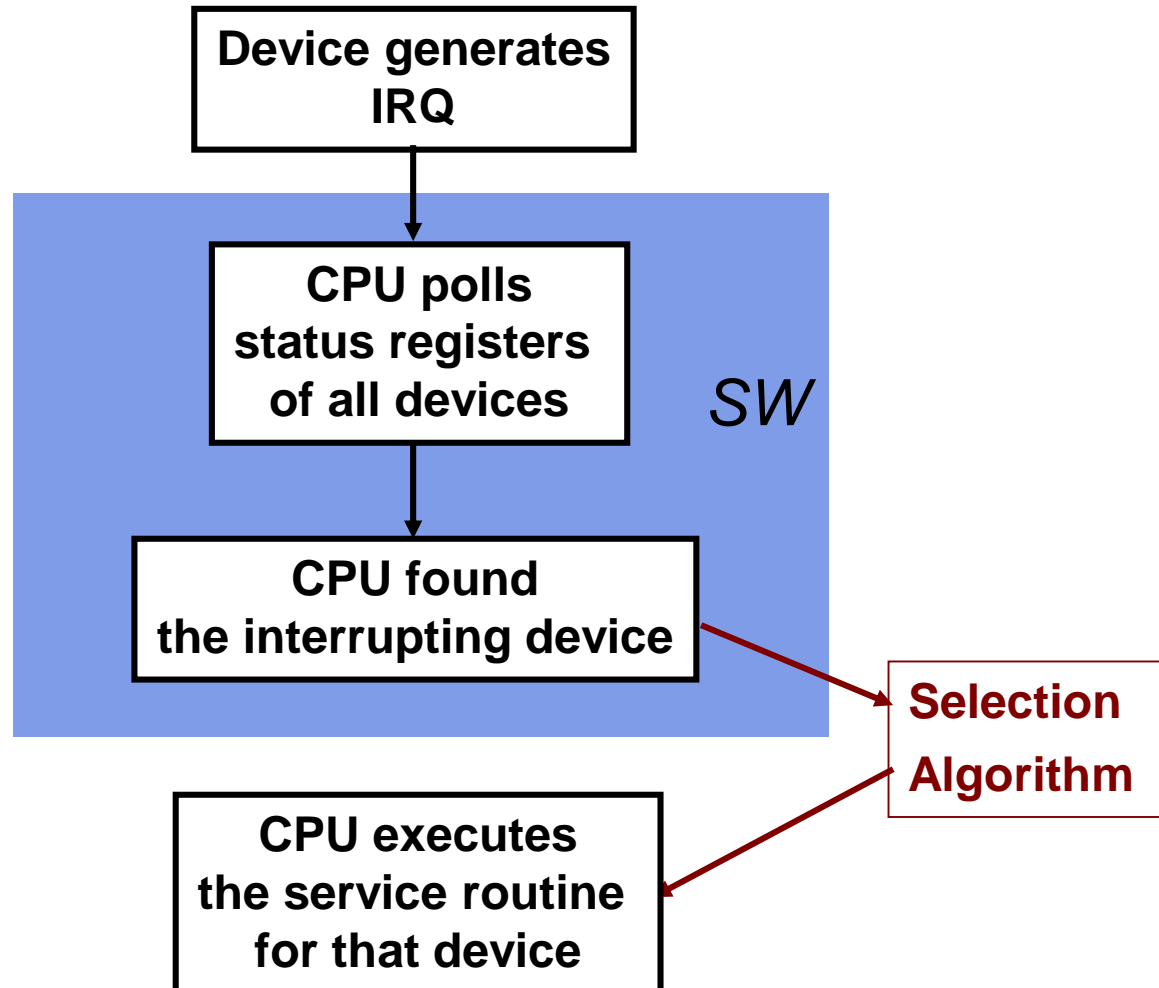 Device generates
IRQ
CPU polls
status registers
of all devices
SW
CPU found
the interrupting device
Selection
Algorithm
CPU executes
the service routine
for that device